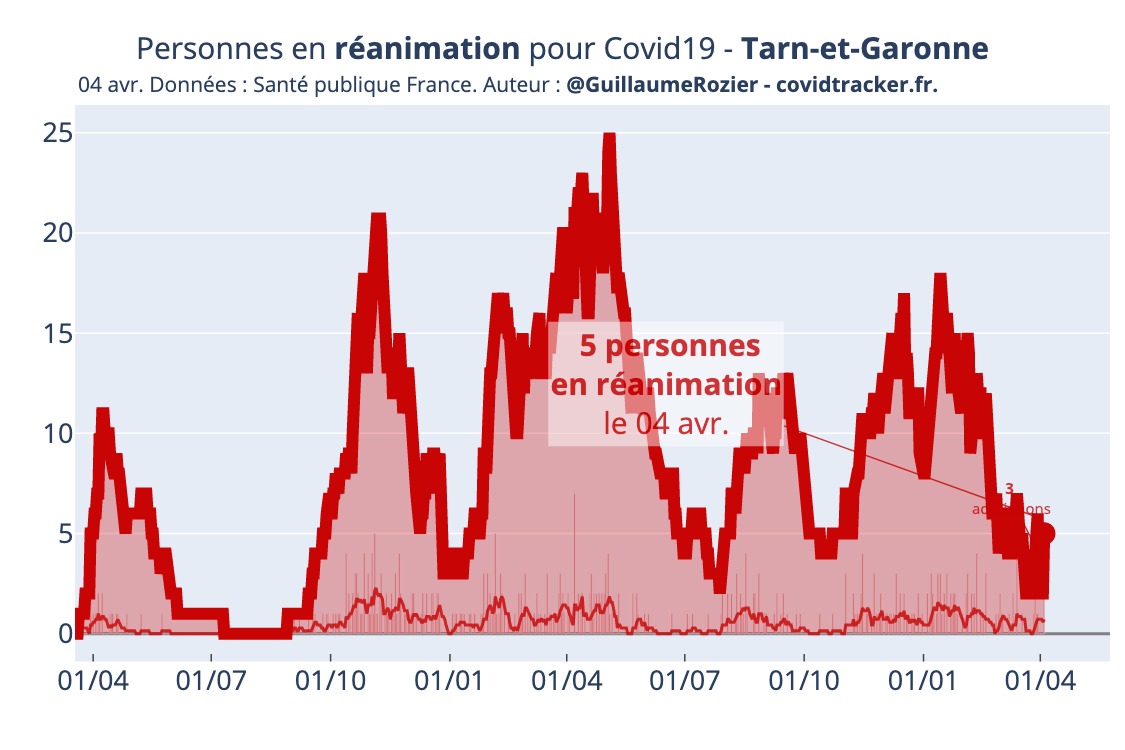 Personnes en réanimation pour Covid19 - Tarn-et-Garonne
04 avr. Données : Santé publique France. Auteur : @GuillaumeRozier - covidtracker.fr.
25
20
15
10
5
0
5 personnes
en réanimation
le 04 avr.
3
01/04 01/07 01/10 01/01 01/04 01/07 01/10 01/01 01/04